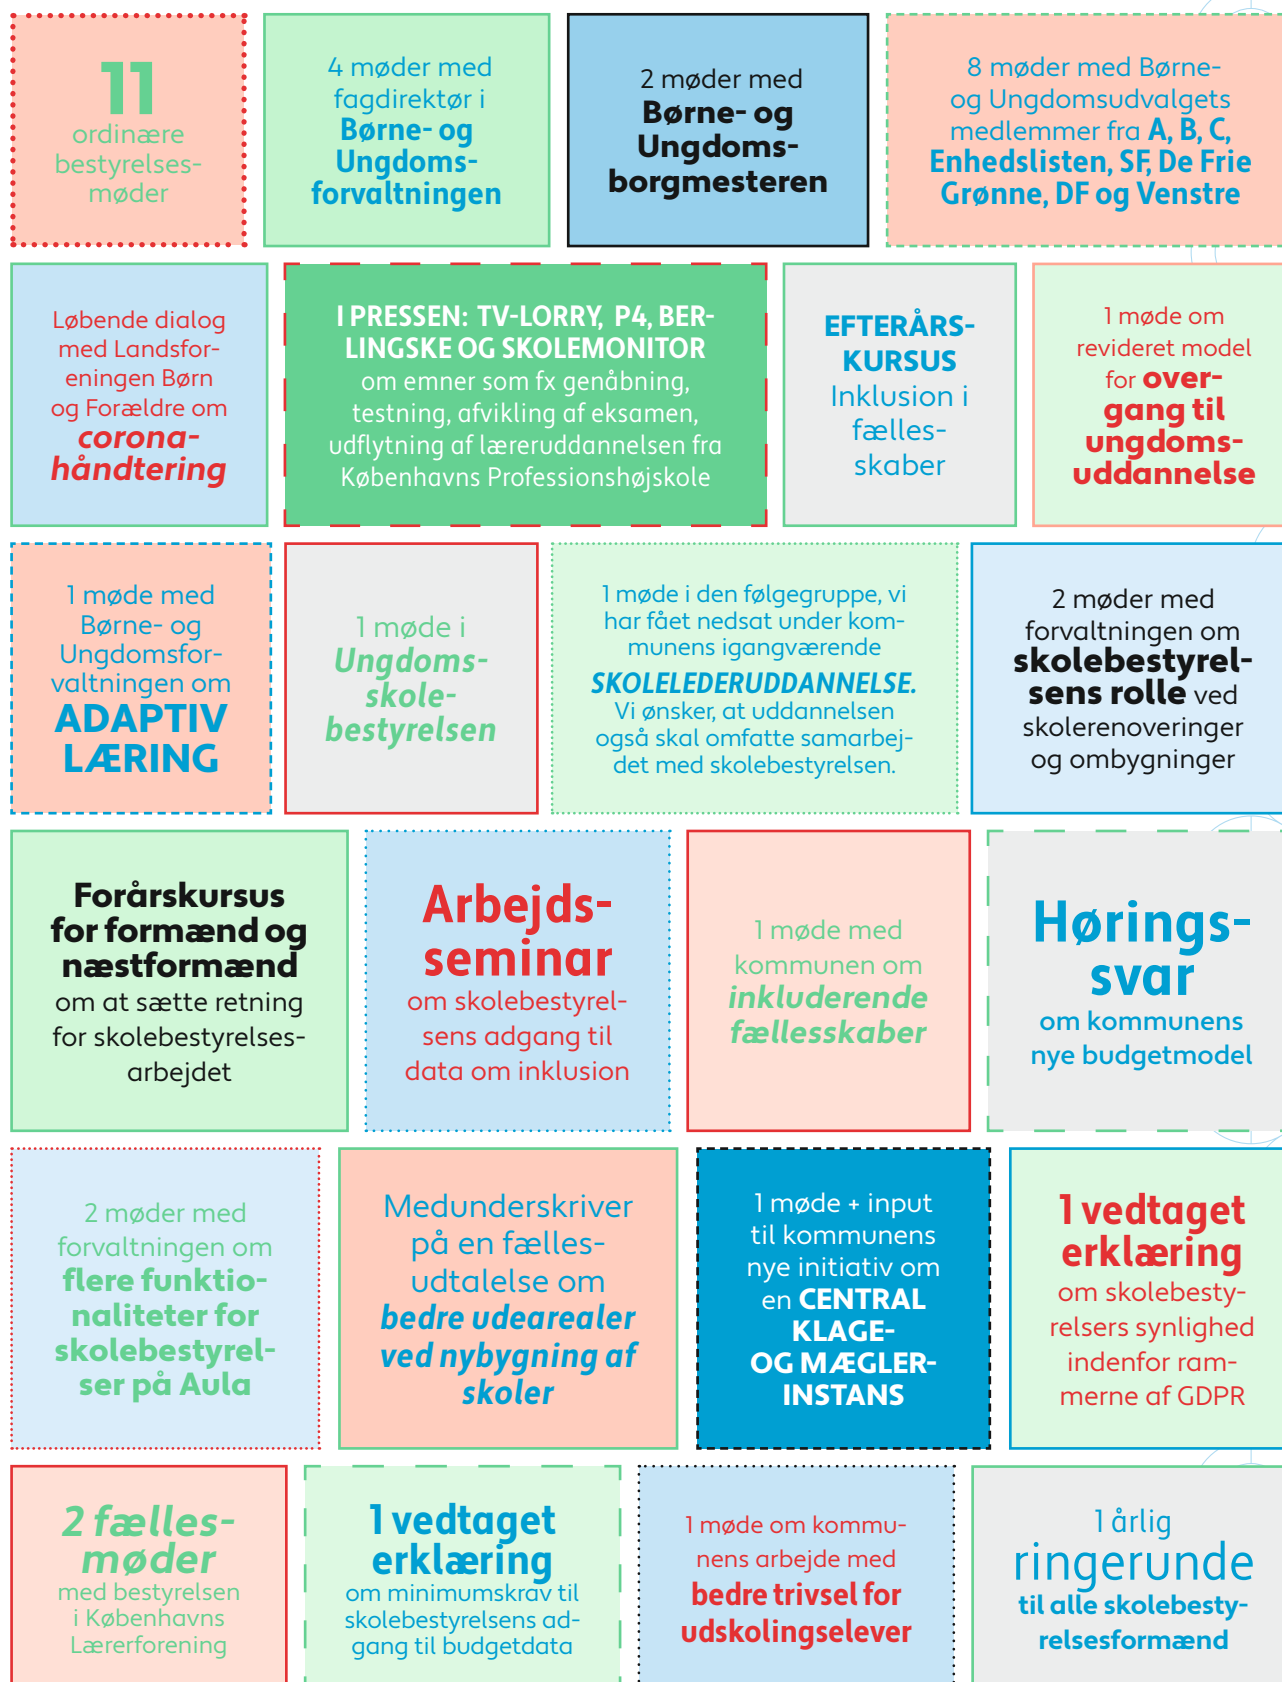 11
ordinære
bestyrelses-
møder
4 møder med
fagdirektør i
Børne- og
Ungdoms-
forvaltningen
2 møder med
Børne- og
Ungdoms-
borgmesteren
8 møder med Børne-
og Ungdomsudvalgets
medlemmer fra A, B, C,
Enhedslisten, SF, De Frie
Grønne, DF og Venstre
Løbende dialog
med Landsfor-
eningen Børn
og Forældre om
corona-
håndtering
I PRESSEN: TV-LORRY, P4, BER-
LINGSKE OG SKOLEMONITOR
om emner som fx genåbning,
testning, afvikling af eksamen,
udflytning af læreruddannelsen fra
Københavns Professionshøjskole
EFTERÅRS-
KURSUS
Inklusion i
fælles-
skaber
1 møde om
revideret model
for over-
gang til
ungdoms-
uddannelse
1 møde med
Børne- og
Ungdomsfor-
valtningen om
ADAPTIV
LÆRING
1 møde i
Ungdoms-
skole-
bestyrelsen
1 møde i den følgegruppe, vi
har fået nedsat under kom-
munens igangværende
SKOLELEDERUDDANNELSE.
Vi ønsker, at uddannelsen
også skal omfatte samarbej-
det med skolebestyrelsen.
2 møder med
forvaltningen om
skolebestyrel-
sens rolle ved
skolerenoveringer
og ombygninger
Forårskursus
for formænd og
næstformænd
om at sætte retning
for skolebestyrelses-
arbejdet
Arbejds-
seminar
om skolebestyrel-
sens adgang til
data om inklusion
1 møde med
kommunen om
inkluderende
fællesskaber
Hørings-
svar
om kommunens
nye budgetmodel
2 møder med
forvaltningen om
flere funktio-
naliteter for
skolebestyrel-
ser på Aula
Medunderskriver
på en fælles-
udtalelse om
bedre udearealer
ved nybygning af
skoler
1 møde + input
til kommunens
nye initiativ om
en CENTRAL
KLAGE-
OG MÆGLER-
INSTANS
1 vedtaget
erklæring
om skolebesty-
relsers synlighed
indenfor ram-
merne af GDPR
2 fælles-
møder
med bestyrelsen
i Københavns
Lærerforening
1 vedtaget
erklæring
om minimumskrav til
skolebestyrelsens ad-
gang til budgetdata
1 møde om kommu-
nens arbejde med
bedre trivsel for
udskolingselever
1 årlig
ringerunde
til alle skolebesty-
relsesformænd